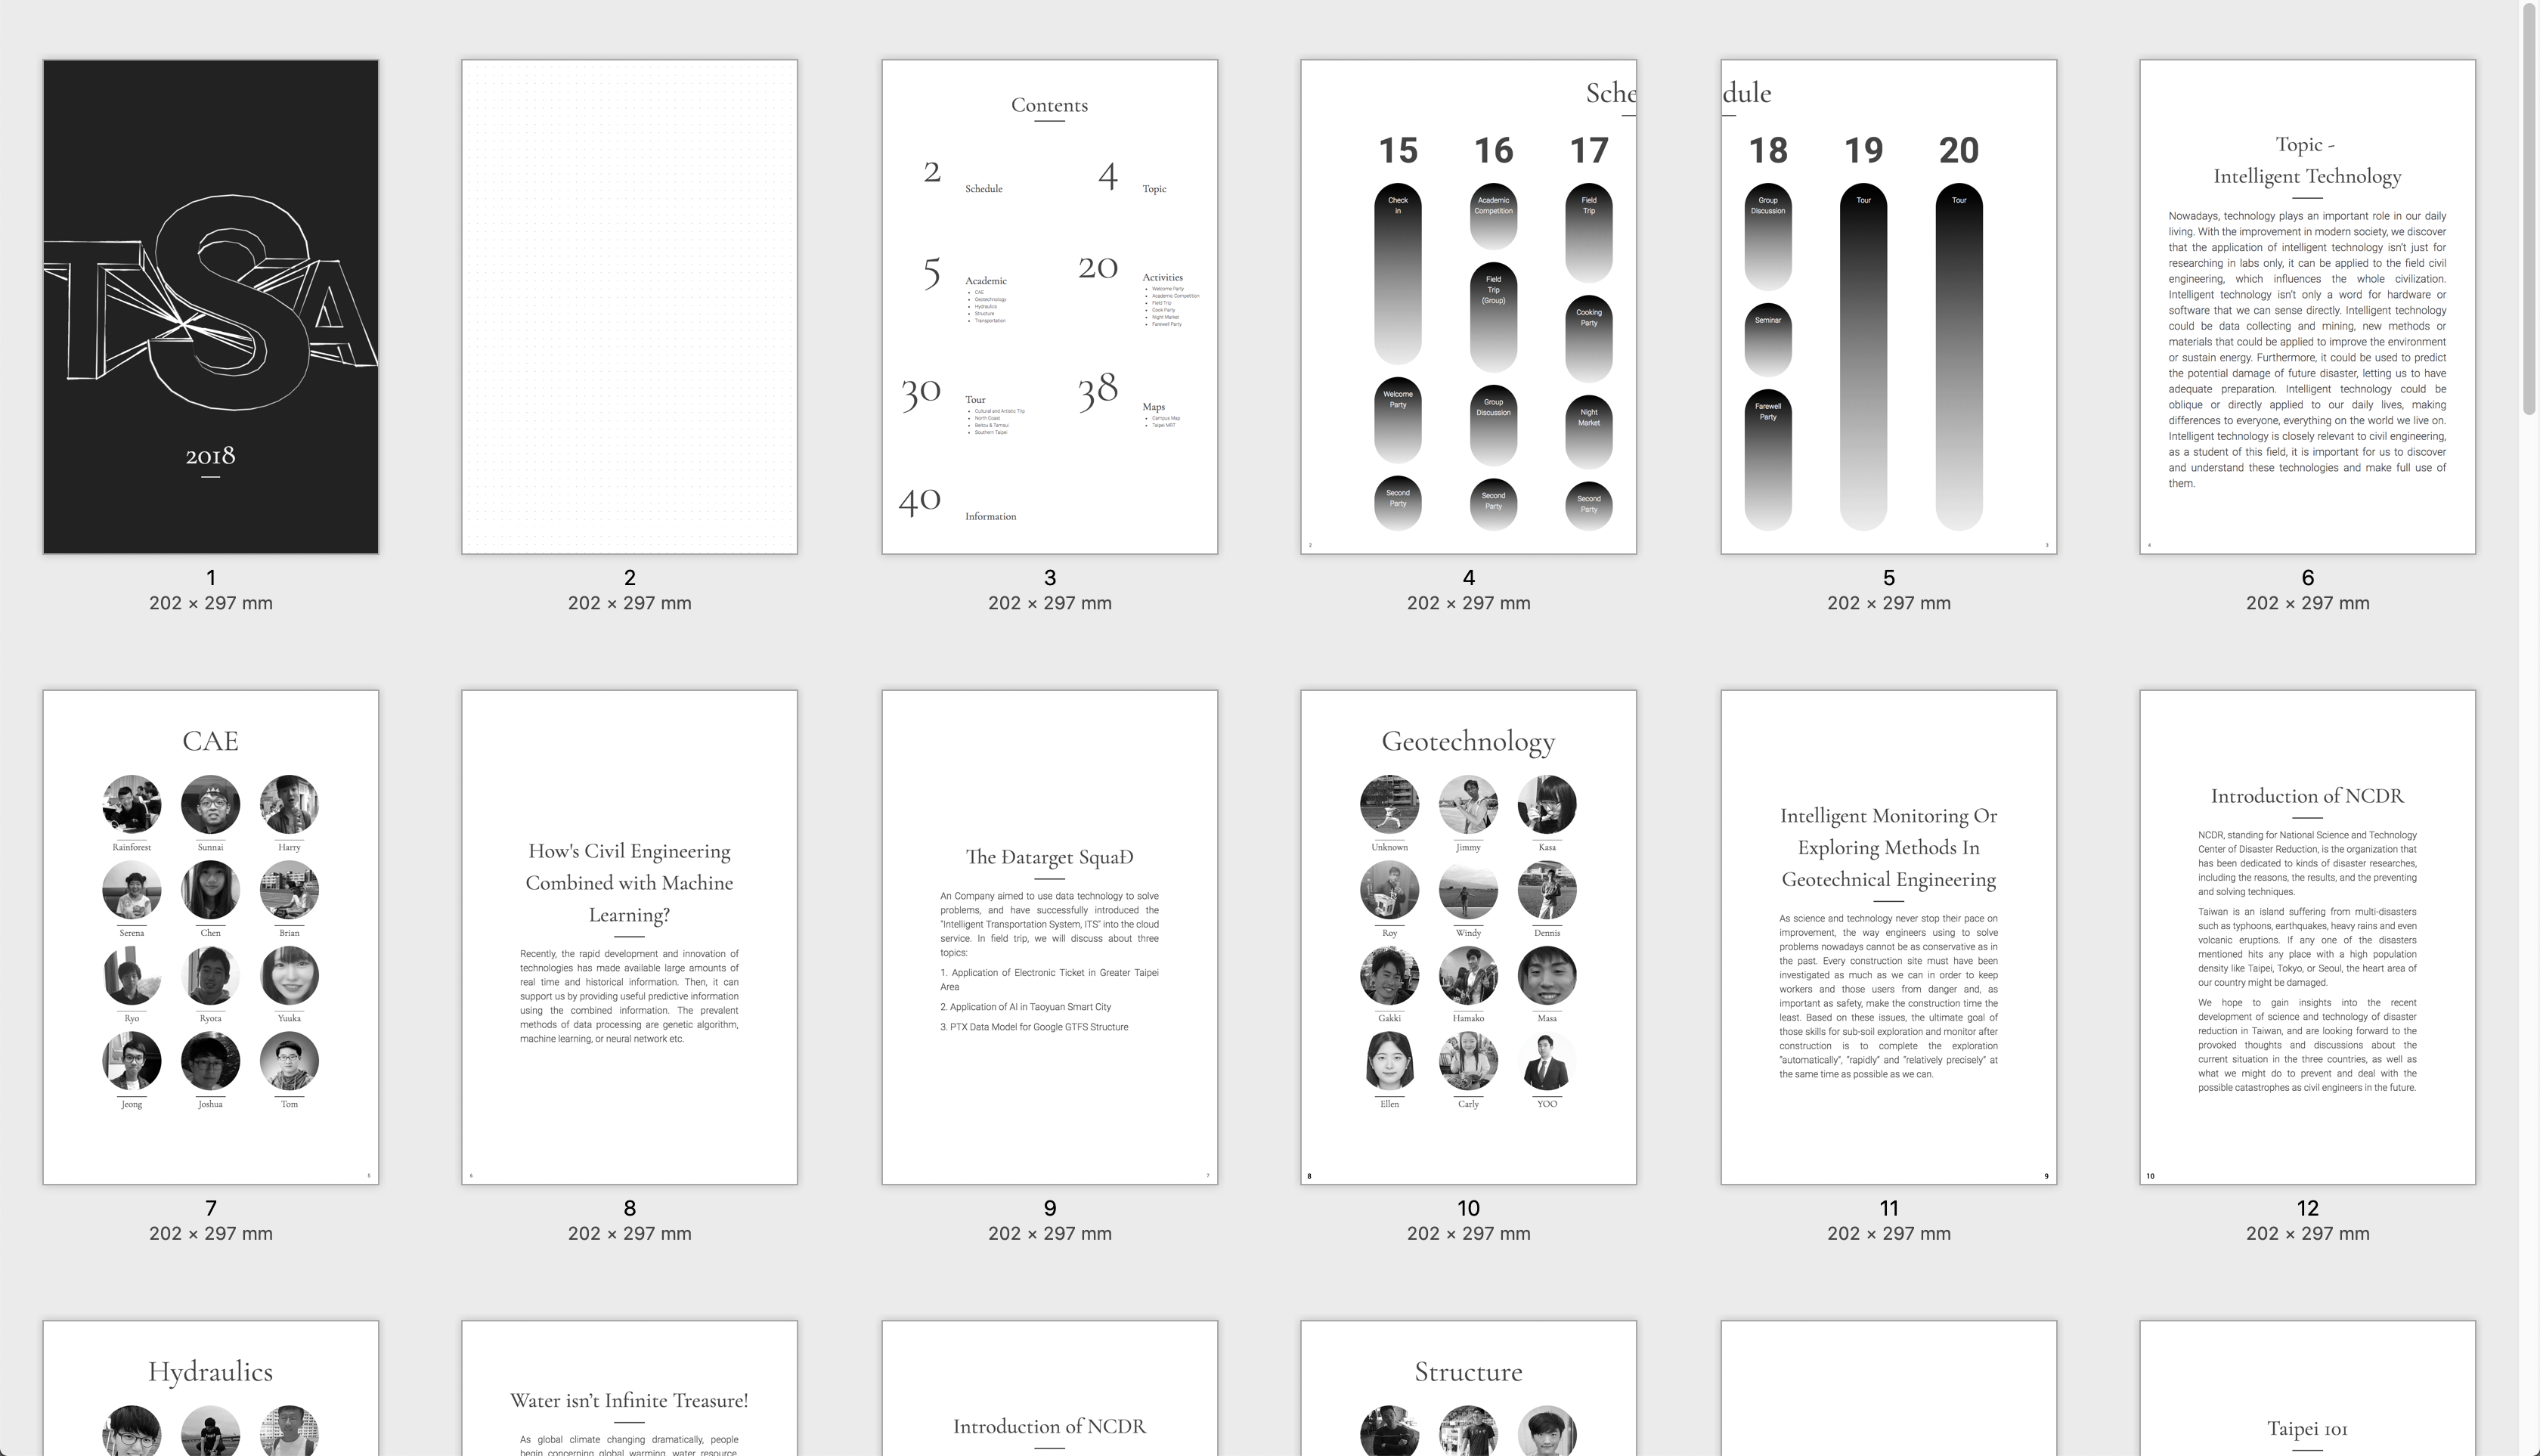 TSA
2018
1
202 × 297 mm
2
202 × 297 mm
Contents
2
Schedule
4
Topic
5
Academic
• CAE
• Geotechnology
• Hydraulics
• Structure
• Transportation
20
Activities
• Welcome Party
• Academic Competition
• Field Trip
• Cook Party
• Night Market
• Farewell Party
30
Tour
• Cultural and Artistic Trip
• North Coast
• Beitou & Tamsui
• Southern Taipei
38
Maps
• Campus Map
• Taipei MRT
40
Information
3
202 × 297 mm
Sche
15
16
17
Check
in
Welcome
Party
Second
Party
Academic
Competition
Field
Trip
(Group)
Group
Discussion
Second
Party
Field
Trip
Cooking
Party
Night
Market
Second
Party
2
4
202 × 297 mm
dule
18
19
20
Group
Discussion
Seminar
Farewell
Party
Tour
Tour
3
5
202 × 297 mm
Topic -
Intelligent Technology
Nowadays, technology plays an important role in our daily
living. With the improvement in modern society, we discover
that the application of intelligent technology isn't just for
researching in labs only, it can be applied to the field civil
engineering, which influences the whole civilization.
Intelligent technology isn't only a word for hardware or
software that we can sense directly. Intelligent technology
could be data collecting and mining, new methods or
materials that could be applied to improve the environment
or sustain energy. Furthermore, it could be used to predict
the potential damage of future disaster, letting us to have
adequate preparation. Intelligent technology could be
oblique or directly applied to our daily lives, making
differences to everyone, everything on the world we live on.
Intelligent technology is closely relevant to civil engineering,
as a student of this field, it is important for us to discover
and understand these technologies and make full use of
them.
4
6
202 × 297 mm
CAE
Rainforest
Sunnai
Harry
Serena
Chen
Brian
Ryo
Ryota
Yuuka
Jeong
Joshua
Tom
5
7
202 × 297 mm
How's Civil Engineering
Combined with Machine
Learning?
Recently, the rapid development and innovation of
technologies has made available large amounts of
real time and historical information. Then, it can
support us by providing useful predictive information
using the combined information. The prevalent
methods of data processing are genetic algorithm,
machine learning, or neural network etc.
6
8
202 × 297 mm
The Đatarget SquaĐ
An Company aimed to use data technology to solve
problems, and have successfully introduced the
"Intelligent Transportation System, ITS" into the cloud
service. In field trip, we will discuss about three
topics:
1. Application of Electronic Ticket in Greater Taipei
Area
2. Application of AI in Taoyuan Smart City
3. PTX Data Model for Google GTFS Structure
7
9
202 × 297 mm
Geotechnology
Unknown
Jimmy
Kasa
Roy
Windy
Dennis
Gakki
Hamako
Masa
Ellen
Carly
YOO
8
10
202 × 297 mm
Intelligent Monitoring Or
Exploring Methods In
Geotechnical Engineering
As science and technology never stop their pace on
improvement, the way engineers using to solve
problems nowadays cannot be as conservative as in
the past. Every construction site must have been
investigated as much as we can in order to keep
workers and those users from danger and, as
important as safety, make the construction time the
least. Based on these issues, the ultimate goal of
those skills for sub-soil exploration and monitor after
construction is to complete the exploration
"automatically", "rapidly" and "relatively precisely" at
the same time as possible as we can.
9
11
202 × 297 mm
Introduction of NCDR
NCDR, standing for National Science and Technology
Center of Disaster Reduction, is the organization that
has been dedicated to kinds of disaster researches,
including the reasons, the results, and the preventing
and solving techniques.
Taiwan is an island suffering from multi-disasters
such as typhoons, earthquakes, heavy rains and even
volcanic eruptions. If any one of the disasters
mentioned hits any place with a high population
density like Taipei, Tokyo, or Seoul, the heart area of
our country might be damaged.
We hope to gain insights into the recent
development of science and technology of disaster
reduction in Taiwan, and are looking forward to the
provoked thoughts and discussions about the
current situation in the three countries, as well as
what we might do to prevent and deal with the
possible catastrophes as civil engineers in the future.
10
12
202 × 297 mm
Hydraulics
Water isn't Infinite Treasure!
As global climate changing dramatically, people
begin concerning global warming, water resource
Introduction of NCDR
Structure
Taipei 101